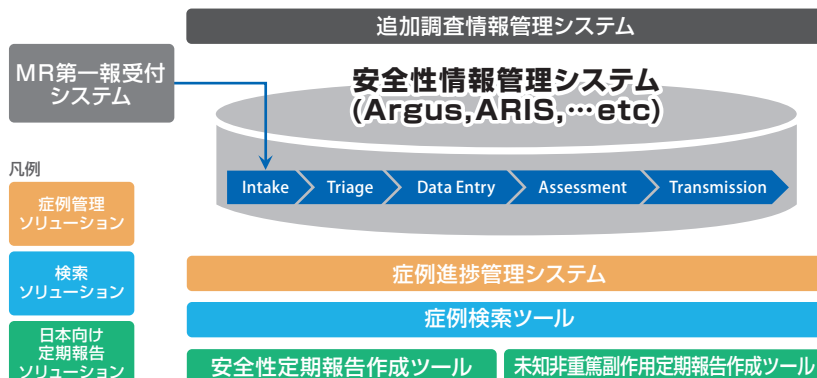 追加調査情報管理システム
MR第一報受付
システム
安全性情報管理システム
(Argus,ARIS,…etc)
Intake
Triage
Data Entry
Assessment
Transmission
凡例
症例管理
ソリューション
検索
ソリューション
日本向け
定期報告
ソリューション
症例進捗管理システム
症例検索ツール
安全性定期報告作成ツール
未知非重篤副作用定期報告作成ツール